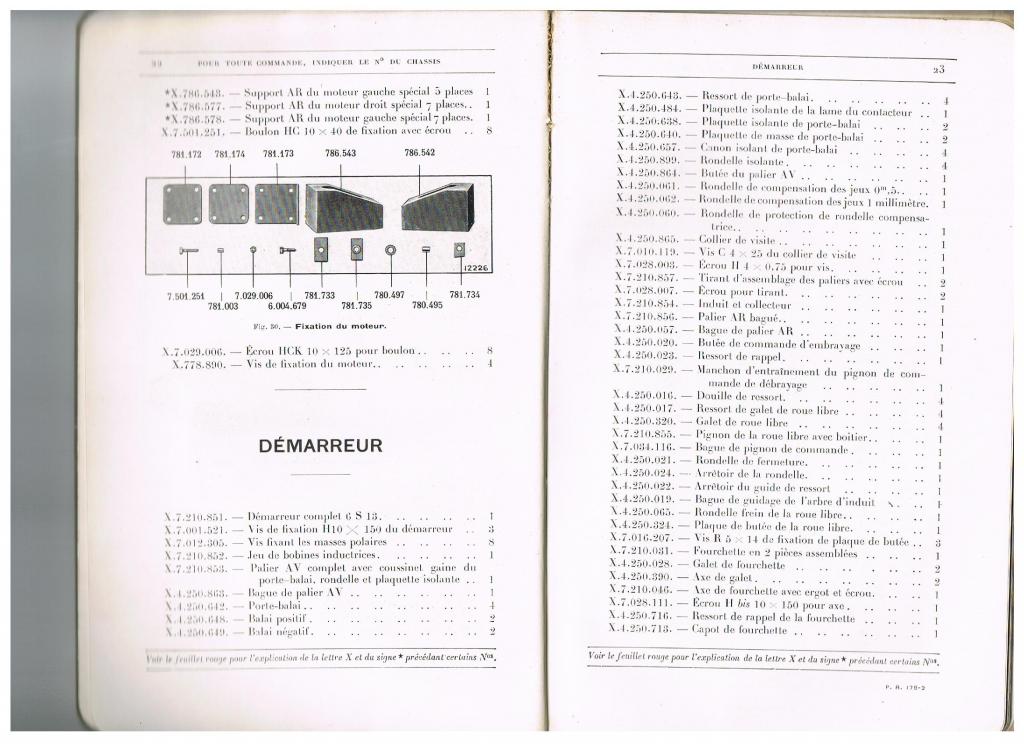 POUR TOUTE COMMANDE, INDIQUER LE Nº DU CHASSIS
*X.786.543. — Support AR du moteur gauche spécial 5 places 1
*X.786.577. — Support AR du moteur droit spécial 7 places.. 1
*X.786.578. — Support AR du moteur gauche spécial 7 places. 1
X.7.501.251. — Boulon HC 10 × 40 de fixation avec écrou .. 8
781.172 781.174 781.173 786.543 786.542
12226
7.501.251 7.029.006 781.733 780.497 781.734
781.003 6.004.679 781.735 780.495
Fig. 30. — Fixation du moteur.
X.7.029.006. — Écrou HCK 10 × 125 pour boulon .. .. .. .. 8
X.778.890. — Vis de fixation du moteur.. .. .. .. .. .. 4
DÉMARREUR
X.7.210.851. — Démarreur complet 6 S 13. .. .. .. .. .. 1
X.7.001.521. — Vis de fixation H10 × 150 du démarreur .. 3
X.7.012.305. — Vis fixant les masses polaires .. .. .. .. .. 8
X.7.210.852. — Jeu de bobines inductrices. .. .. .. .. .. 1
X.7.210.853. — Palier AV complet avec coussinet gaine du
porte-balai, rondelle et plaquette isolante .. 1
X.4.250.863. — Bague de palier AV .. .. .. .. .. .. .. 1
X.4.250.642. — Porte-balai .. .. .. .. .. .. .. .. .. 4
X.4.250.648. — Balai positif. .. .. .. .. .. .. .. .. 2
X.4.250.649. — Balai négatif. .. .. .. .. .. .. .. .. 2
Voir le feuillet rouge pour l'explication de la lettre X et du signe * précédant certains Nos.
DÉMARREUR 23
X.4.250.643. — Ressort de porte-balai. .. .. .. .. .. .. 4
X.4.250.484. — Plaquette isolante de la lame du contacteur .. 1
X.4.250.638. — Plaquette isolante de porte-balai .. .. .. .. 2
X.4.250.640. — Plaquette de masse de porte-balai .. .. .. .. 2
X.4.250.657. — Canon isolant de porte-balai .. .. .. .. 4
X.4.250.899. — Rondelle isolante. .. .. .. .. .. .. .. 4
X.4.250.864. — Butée du palier AV .. .. .. .. .. .. .. 1
X.4.250.061. — Rondelle de compensation des jeux 0m,5.. .. 1
X.4.250.062. — Rondelle de compensation des jeux 1 millimètre. 1
X.4.250.060. — Rondelle de protection de rondelle compensa-
trice.. .. .. .. .. .. .. .. .. .. 1
X.4.250.865. — Collier de visite .. .. .. .. .. .. .. .. 1
X.7.010.119. — Vis C 4 × 25 du collier de visite .. .. .. 1
X.7.028.003. — Écrou H 4 × 0,75 pour vis. .. .. .. .. .. 1
X.7.210.857. — Tirant d'assemblage des paliers avec écrou .. 2
X.7.028.007. — Écrou pour tirant. .. .. .. .. .. .. .. 2
X.7.210.854. — Induit et collecteur .. .. .. .. .. .. .. 1
X.7.210.856. — Palier AR bagué.. .. .. .. .. .. .. .. 1
X.4.250.057. — Bague de palier AR .. .. .. .. .. .. .. 1
X.4.250.020. — Butée de commande d'embrayage .. .. .. .. 1
X.4.250.023. — Ressort de rappel. .. .. .. .. .. .. .. 1
X.7.210.029. — Manchon d'entraînement du pignon de com-
mande de débrayage .. .. .. .. .. .. 1
X.4.250.016. — Douille de ressort. .. .. .. .. .. .. .. 4
X.4.250.017. — Ressort de galet de roue libre .. .. .. .. 4
X.4.250.320. — Galet de roue libre .. .. .. .. .. .. .. 4
X.7.210.855. — Pignon de la roue libre avec boitier.. .. .. 1
X.7.034.116. — Bague de pignon de commande. .. .. .. .. 1
X.4.250.021. — Rondelle de fermeture. .. .. .. .. .. .. 1
X.4.250.024. — Arrêtoir de la rondelle. .. .. .. .. .. .. 1
X.4.250.022. — Arrêtoir du guide de ressort .. .. .. .. .. 1
X.4.250.019. — Bague de guidage de l'arbre d'induit .. .. 1
X.4.250.065. — Rondelle frein de la roue libre.. .. .. .. 1
X.4.250.324. — Plaque de butée de la roue libre. .. .. .. 1
X.7.016.207. — Vis R 5 × 14 de fixation de plaque de butée .. 3
X.7.210.031. — Fourchette en 2 pièces assemblées .. .. .. 1
X.4.250.028. — Galet de fourchette .. .. .. .. .. .. .. 2
X.4.250.390. — Axe de galet. .. .. .. .. .. .. .. .. 2
X.7.210.046. — Axe de fourchette avec ergot et écrou. .. .. 1
X.7.028.111. — Écrou H bis 10 × 150 pour axe. .. .. .. .. 1
X.4.250.716. — Ressort de rappel de la fourchette .. .. .. 1
X.4.250.713. — Capot de fourchette .. .. .. .. .. .. .. 1
Voir le feuillet rouge pour l'explication de la lettre X et du signe * précédant certains Nos.
P. R. 178-2